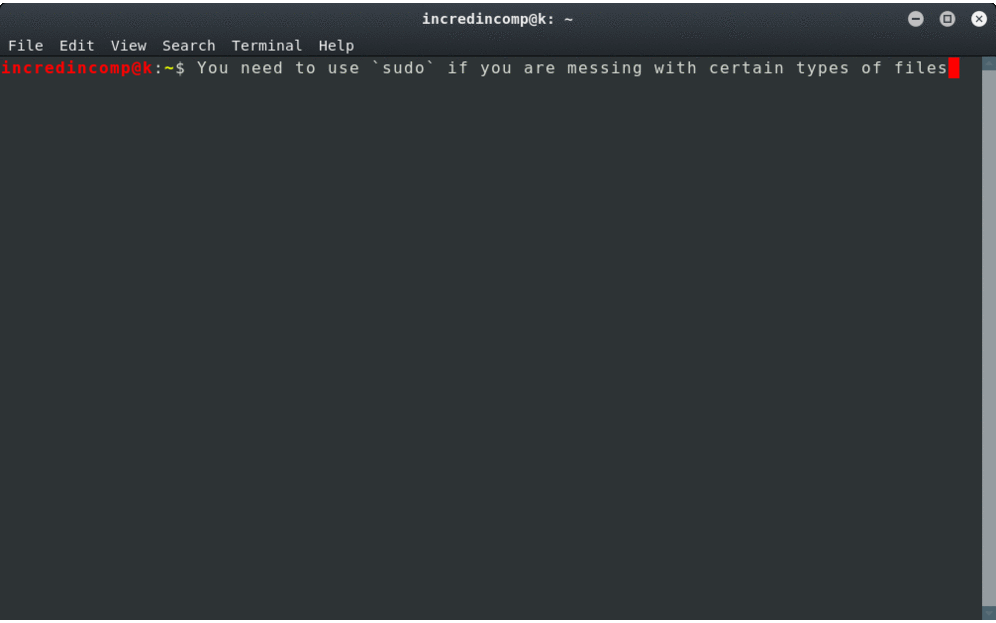 incredincomp@k: ~
File Edit View Search Terminal Help
incredincomp@k:~$ You need to use `sudo` if you are messing with certain types of files